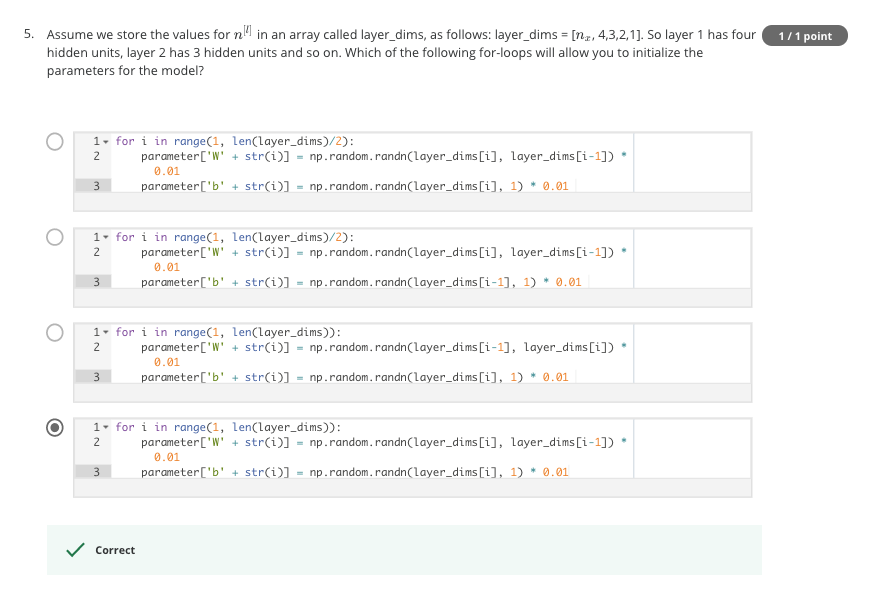 5. Assume we store the values for n^[l] in an array called layer_dims, as follows: layer_dims = [n_x, 4,3,2,1]. So layer 1 has four
1 / 1 point
hidden units, layer 2 has 3 hidden units and so on. Which of the following for-loops will allow you to initialize the
parameters for the model?
1 for i in range(1, len(layer_dims)/2):
2 parameter['W' + str(i)] = np.random.randn(layer_dims[i], layer_dims[i-1]) *
0.01
3 parameter['b' + str(i)] = np.random.randn(layer_dims[i], 1) * 0.01
1 for i in range(1, len(layer_dims)/2):
2 parameter['W' + str(i)] = np.random.randn(layer_dims[i], layer_dims[i-1]) *
0.01
3 parameter['b' + str(i)] = np.random.randn(layer_dims[i-1], 1) * 0.01
1 for i in range(1, len(layer_dims)):
2 parameter['W' + str(i)] = np.random.randn(layer_dims[i-1], layer_dims[i]) *
0.01
3 parameter['b' + str(i)] = np.random.randn(layer_dims[i], 1) * 0.01
1 for i in range(1, len(layer_dims)):
2 parameter['W' + str(i)] = np.random.randn(layer_dims[i], layer_dims[i-1]) *
0.01
3 parameter['b' + str(i)] = np.random.randn(layer_dims[i], 1) * 0.01
Correct